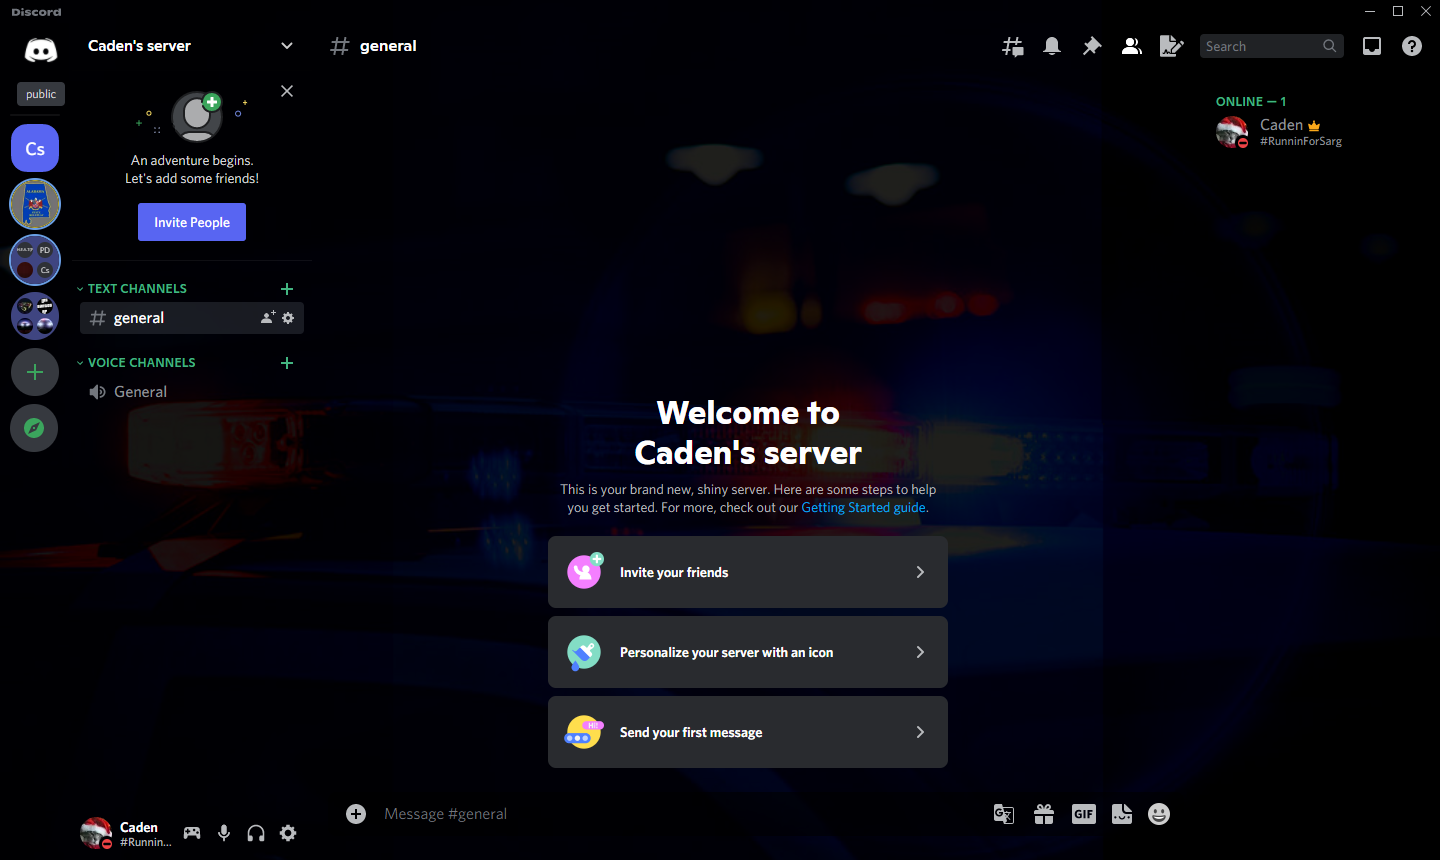 Discord
Caden's server
general
Search
public
Cs
ALABAMA
PD
Cs
An adventure begins.
Let's add some friends!
Invite People
TEXT CHANNELS
general
VOICE CHANNELS
General
ONLINE — 1
Caden
#RunninForSarg
Welcome to
Caden's server
This is your brand new, shiny server. Here are some steps to help
you get started. For more, check out our Getting Started guide.
Invite your friends
Personalize your server with an icon
Hi!
Send your first message
Message #general
GIF
Caden
#Runnin...